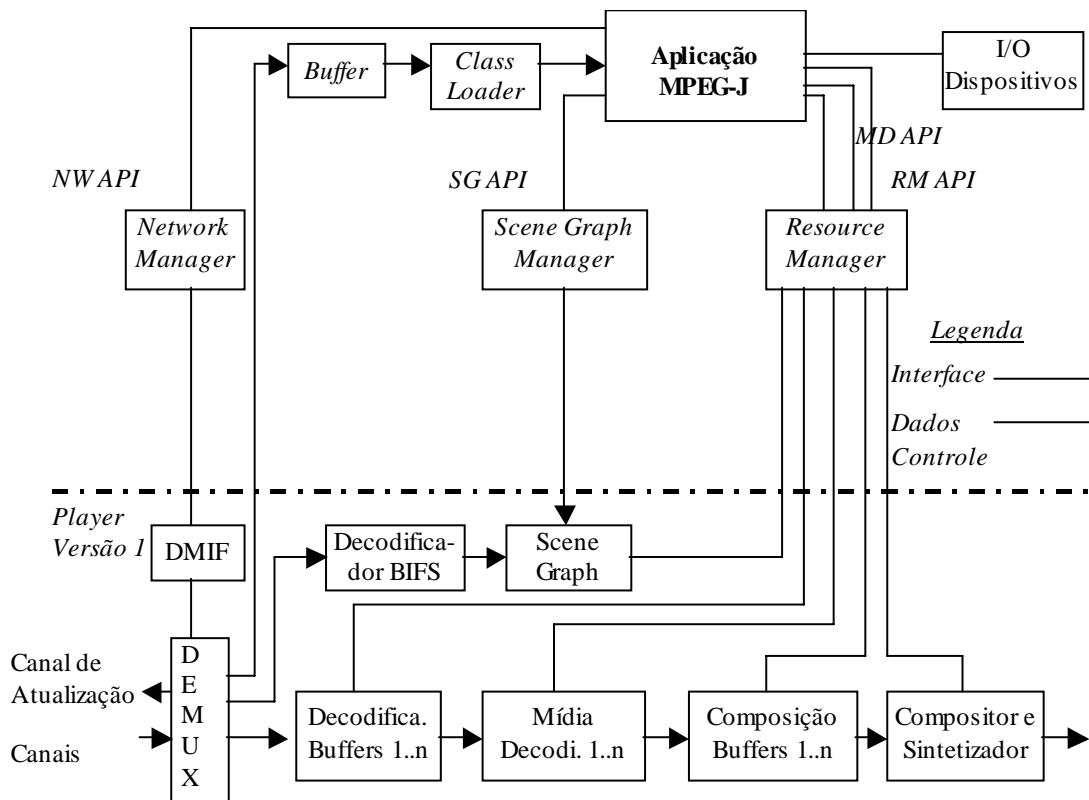 Buffer
Class
Loader
Aplicação
MPEG-J
I/O
Dispositivos
NW API
SG API
MD API
RM API
Network
Manager
Scene Graph
Manager
Resource
Manager
Legenda
Interface
Dados
Controle
Player
Versão 1
DMIF
Decodifica-
dor BIFS
Scene
Graph
Canal de
Atualização
Canais
D
E
M
U
X
Decodifica.
Buffers 1..n
Mídia
Decodi. 1..n
Composição
Buffers 1..n
Compositor e
Sintetizador